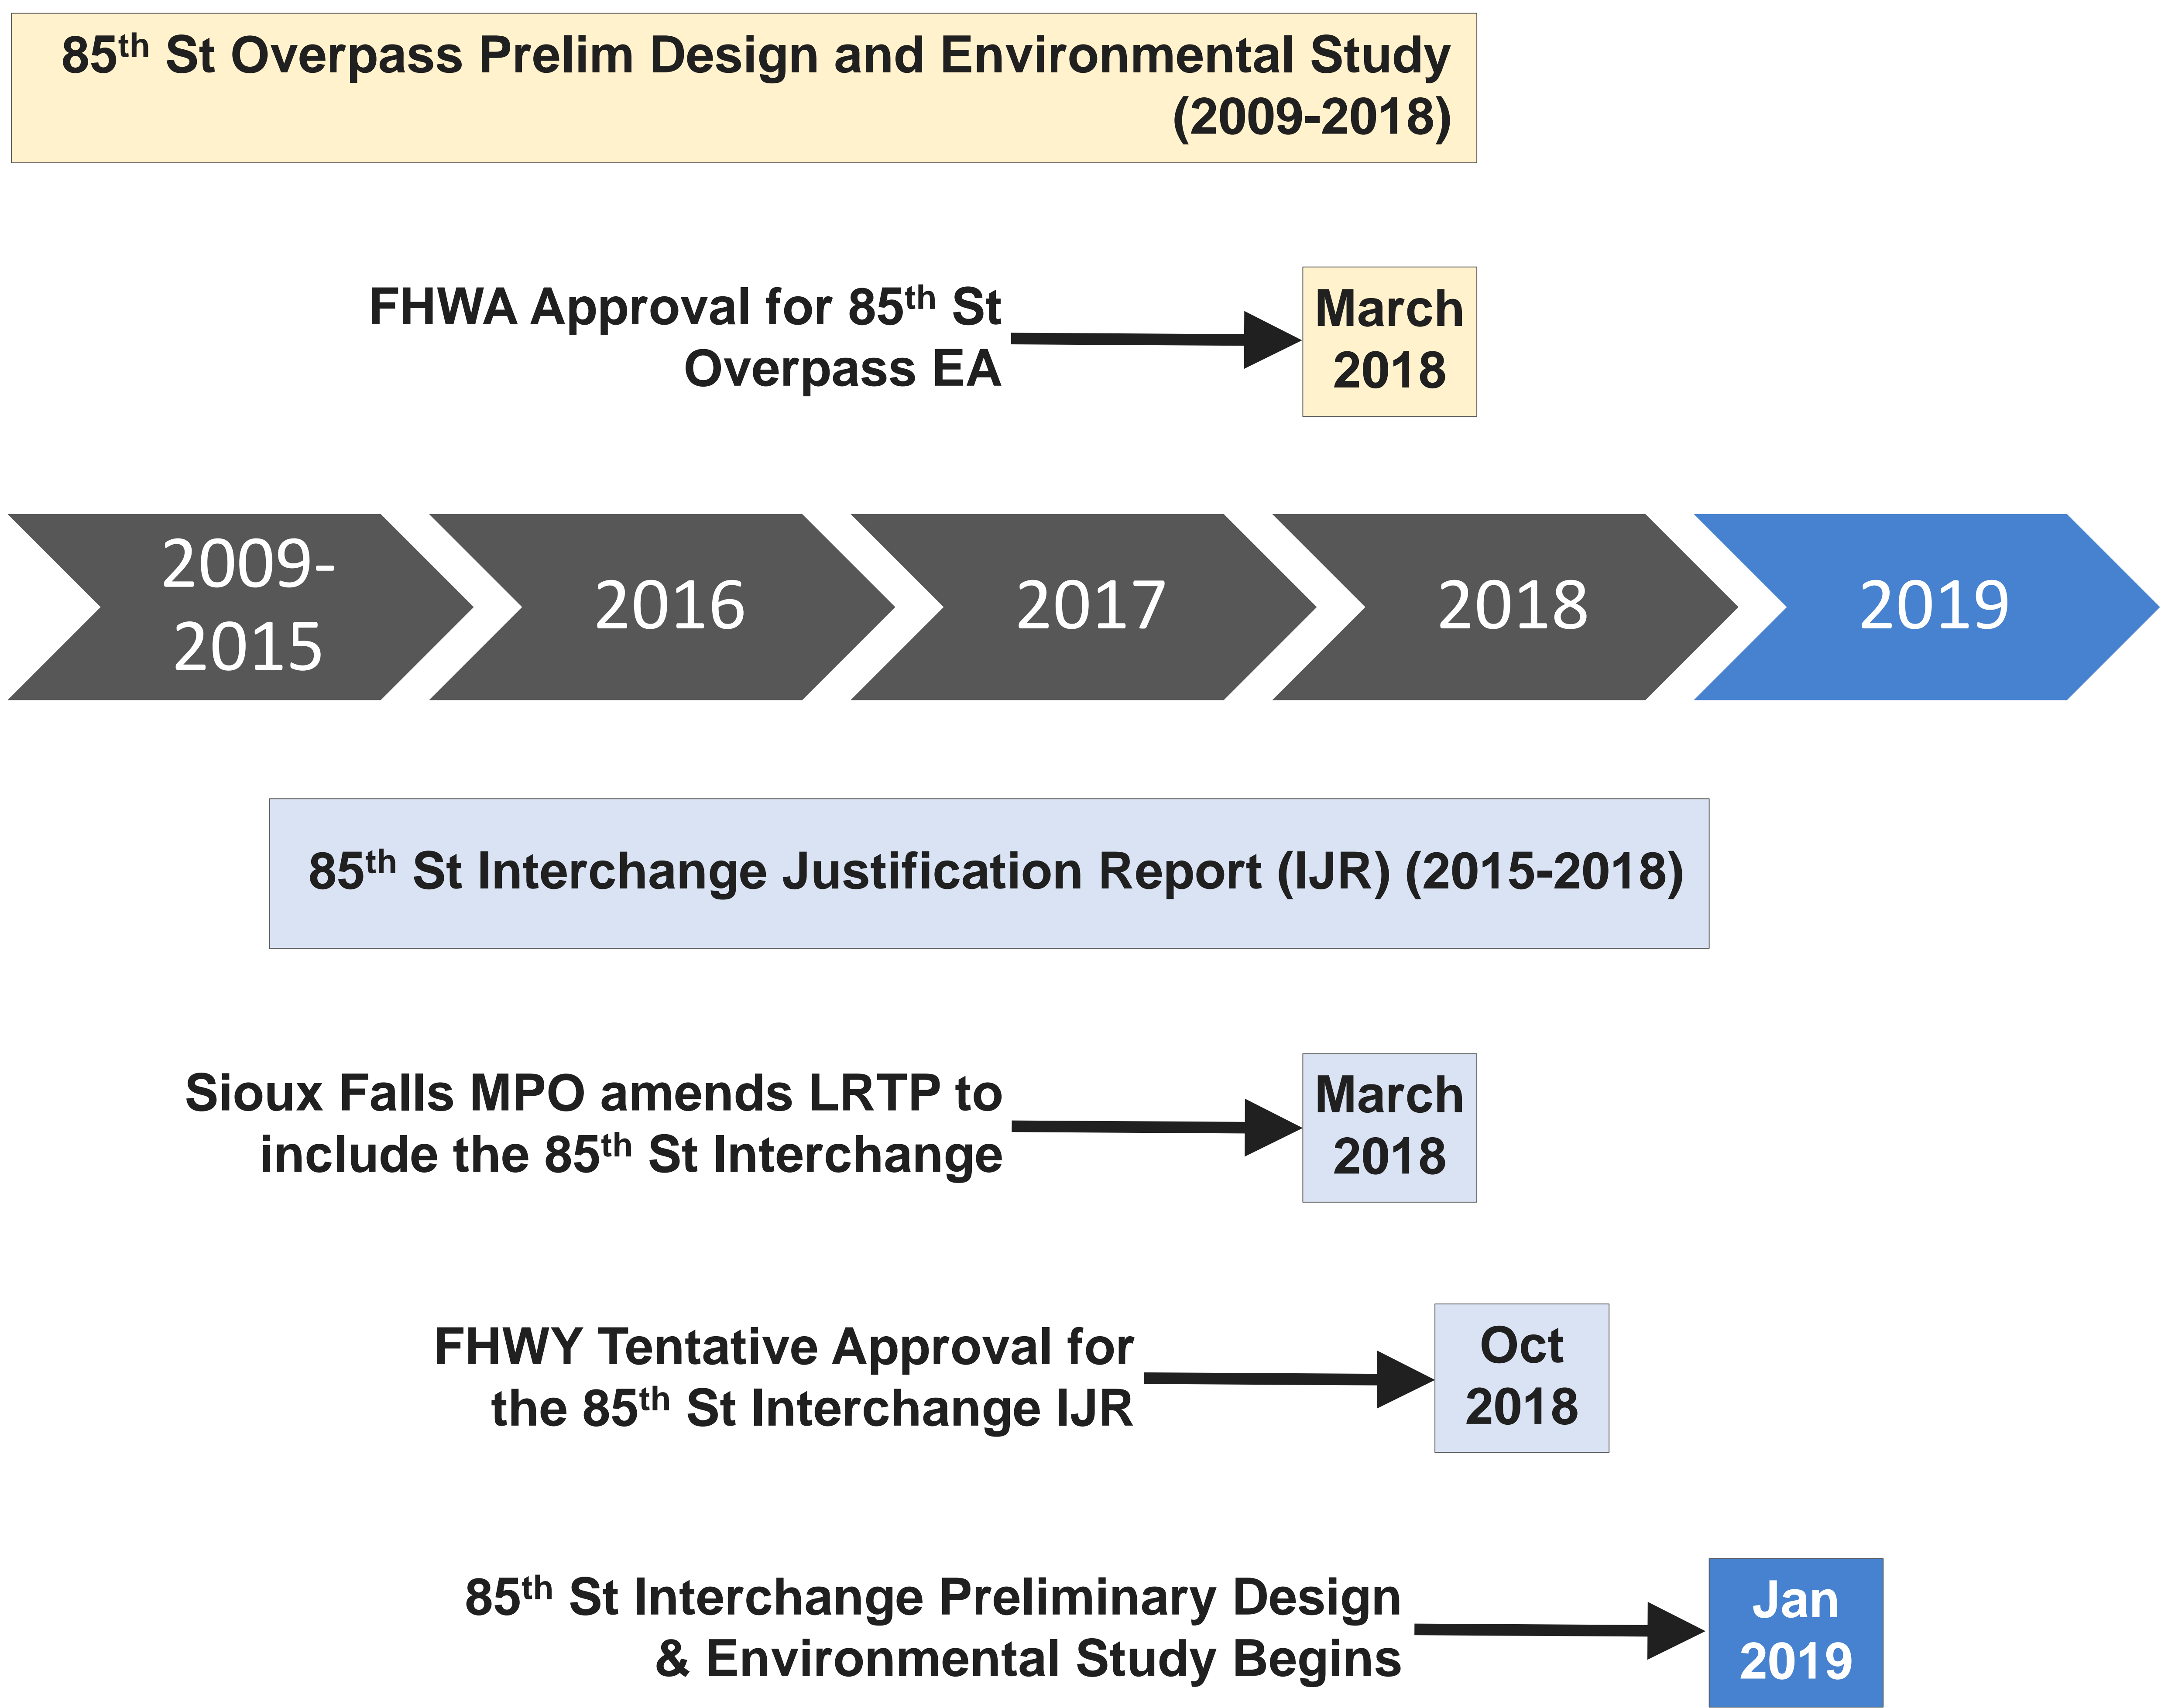 85th St Overpass Prelim Design and Environmental Study
(2009-2018)
FHWA Approval for 85th St
Overpass EA
March
2018
2009-
2015
2016
2017
2018
2019
85th St Interchange Justification Report (IJR) (2015-2018)
Sioux Falls MPO amends LRTP to
include the 85th St Interchange
March
2018
FHWY Tentative Approval for
the 85th St Interchange IJR
Oct
2018
85th St Interchange Preliminary Design
& Environmental Study Begins
Jan
2019